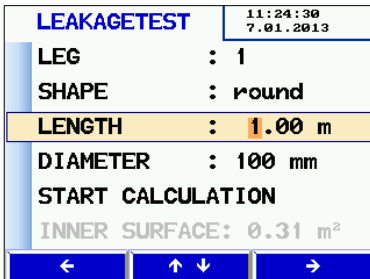 LEAKAGETEST
11:24:30
7.01.2013
LEG : 1
SHAPE : round
LENGTH : 1.00 m
DIAMETER : 100 mm
START CALCULATION
INNER SURFACE: 0.31 m²
← ↑ ↓ →